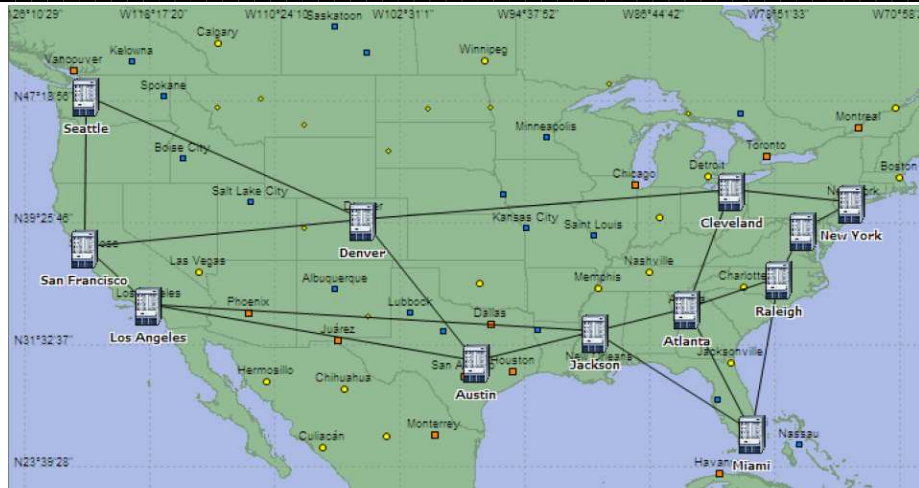 W118°17'20" W110°24'10" W102°31'1" W94°37'52" W86°44'42" W78°51'33"
Saskatoon
Calgary
Winnipeg
Kelowna
Vancouver
Spokane
N47°18'56"
Seattle
Minneapolis
Montreal
Boise City
Toronto
Chicago
Detroit
Boston
Salt Lake City
N39°25'46"
Kansas City
Saint Louis
Cleveland
New York
Denver
San Francisco
Las Vegas
Albuquerque
Nashville
Memphis
Charlotte
Phoenix
Lubbock
Dallas
Raleigh
Los Angeles
Juárez
N31°32'37"
Atlanta
Jacksonville
New Orleans
Jackson
Houston
Hermosillo
Chihuahua
Austin
Culiacán
Monterrey
Nassau
N23°39'28"
Miami